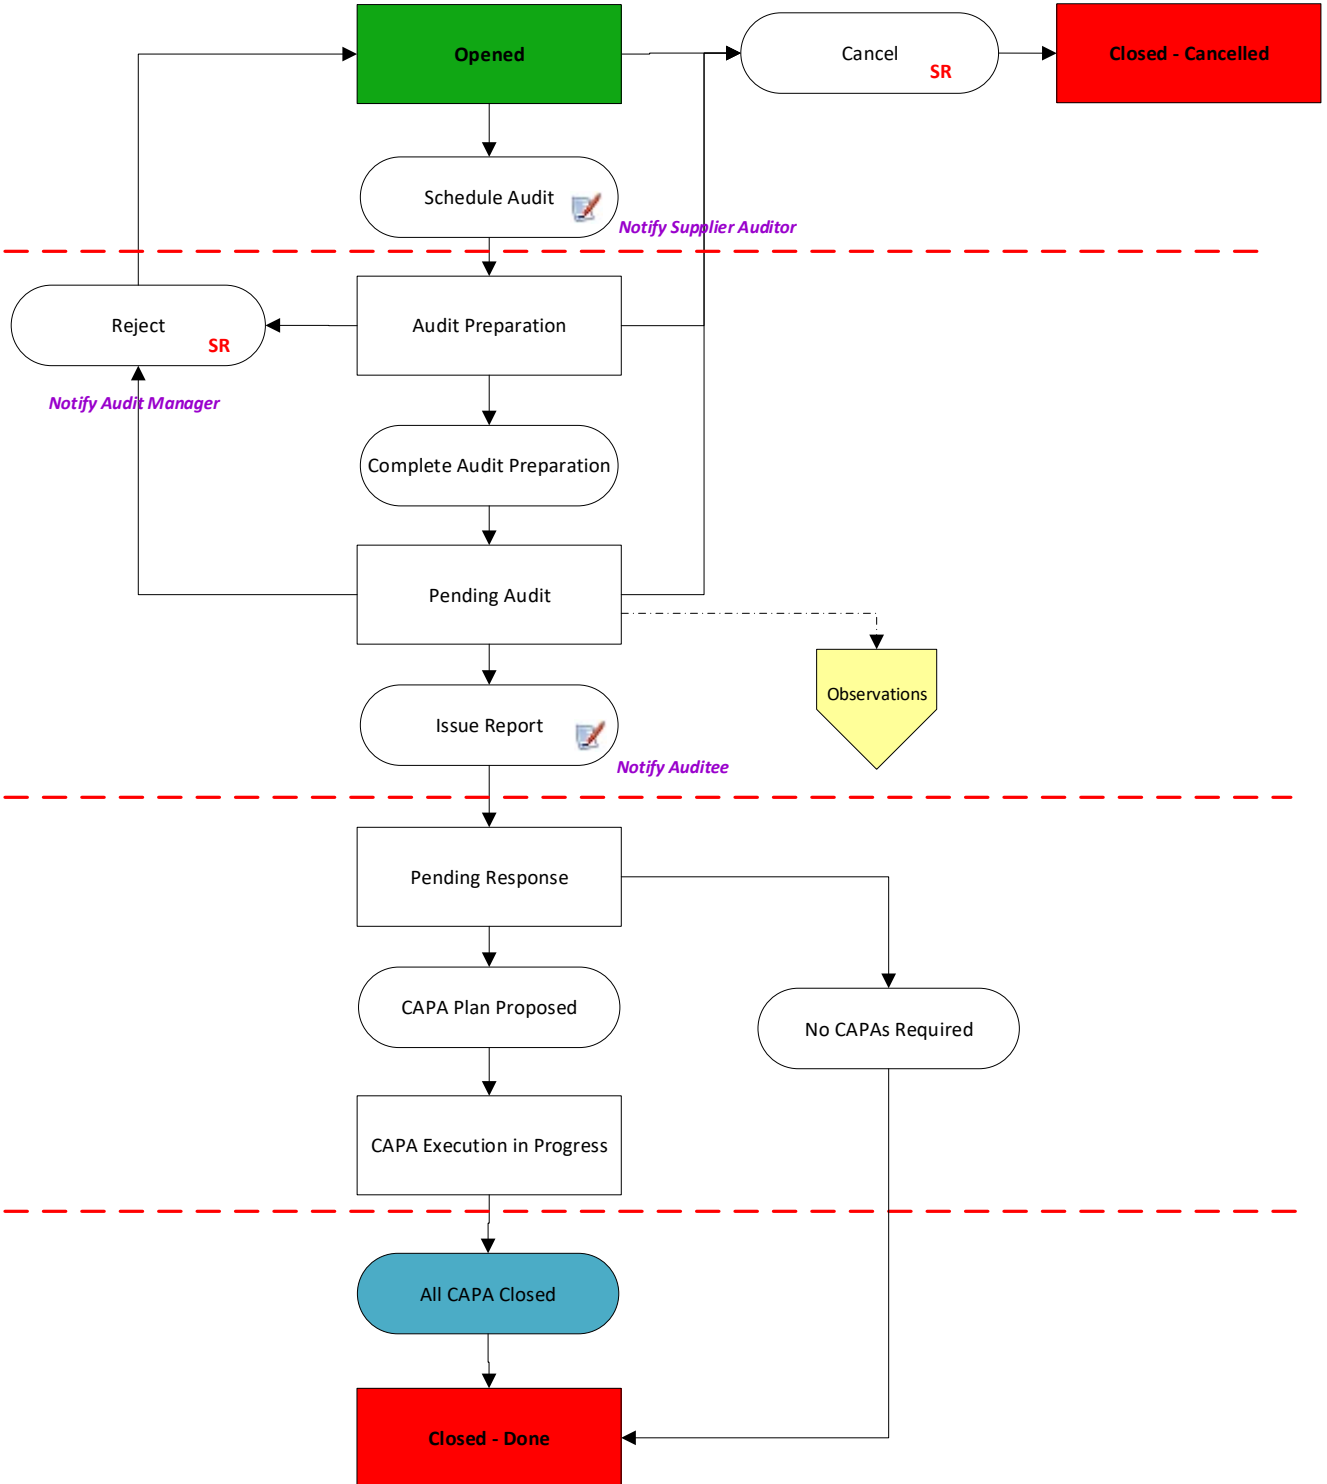 Opened
Cancel
SR
Closed - Cancelled
Schedule Audit
Notify Supplier Auditor
Reject
SR
Audit Preparation
Notify Audit Manager
Complete Audit Preparation
Pending Audit
Observations
Issue Report
Notify Auditee
Pending Response
CAPA Plan Proposed
No CAPAs Required
CAPA Execution in Progress
All CAPA Closed
Closed - Done